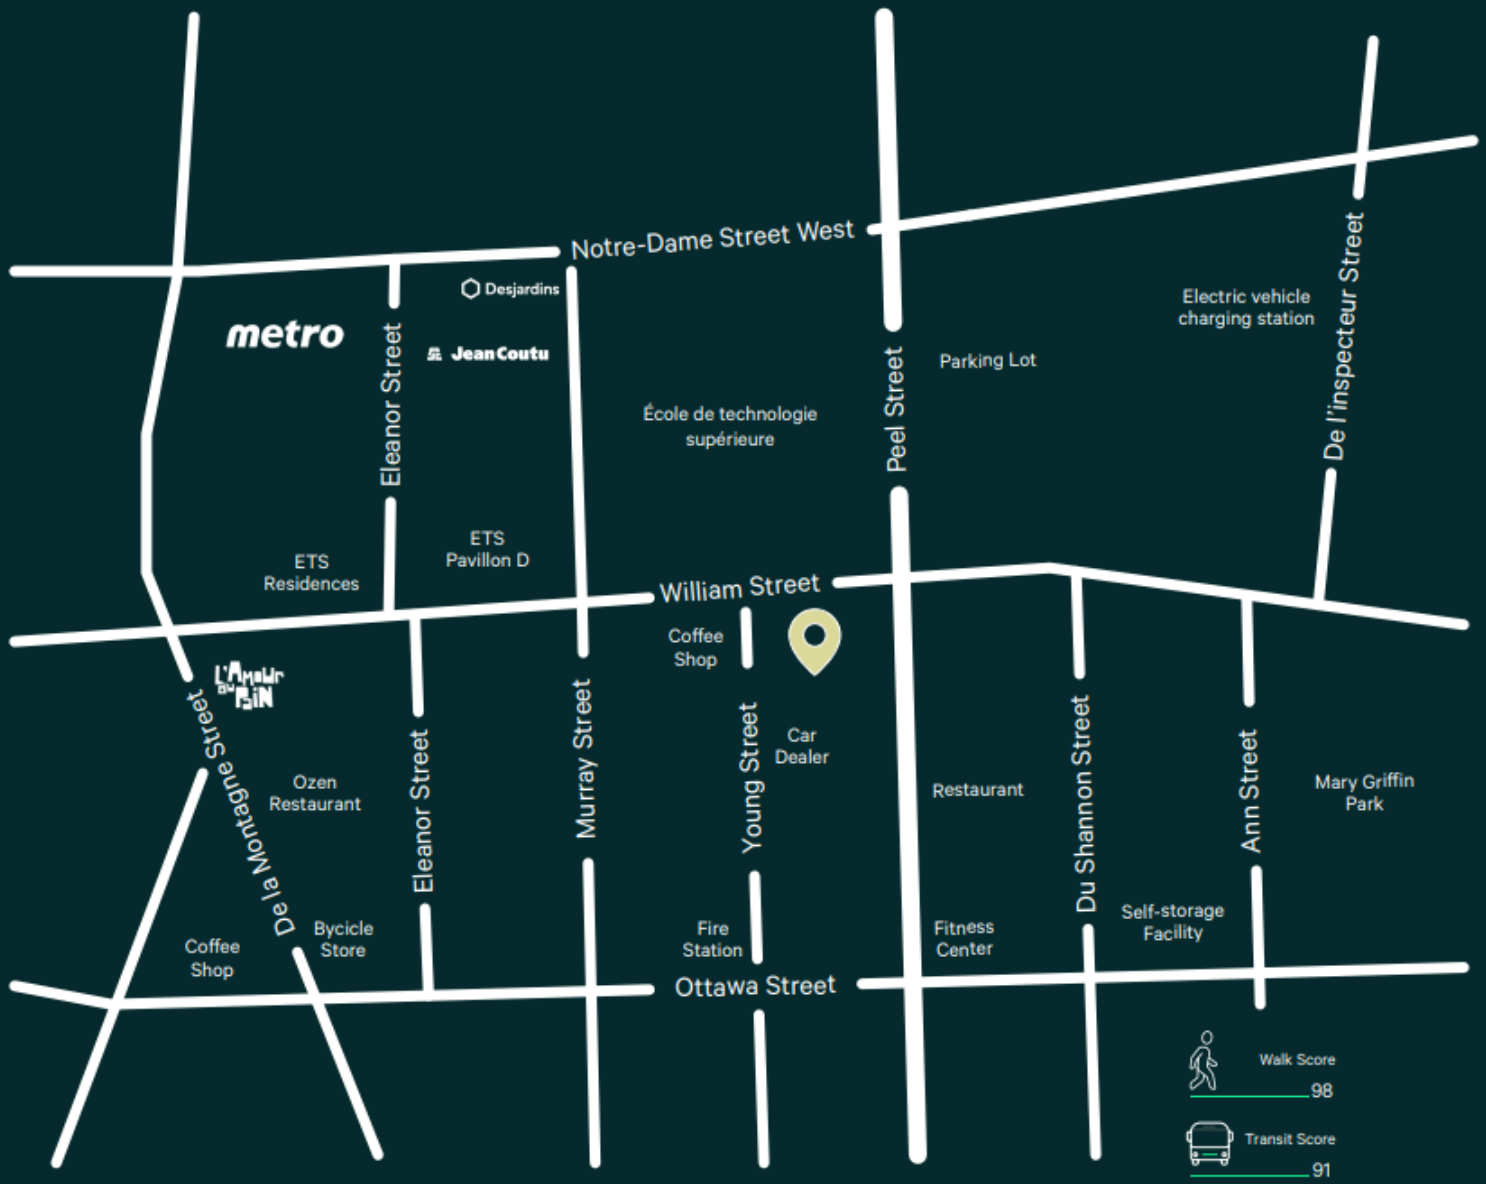 Notre-Dame Street West
Desjardins
metro
Jean Coutu
Eleanor Street
École de technologie
supérieure
Peel Street
Parking Lot
Electric vehicle
charging station
De l'inspecteur Street
ETS
Residences
ETS
Pavillon D
William Street
Coffee
Shop
L'AMOUR
DU
PAIN
De la Montagne Street
Ozen
Restaurant
Eleanor Street
Murray Street
Young Street
Car
Dealer
Restaurant
Du Shannon Street
Ann Street
Mary Griffin
Park
Coffee
Shop
Bycicle
Store
Fire
Station
Fitness
Center
Self-storage
Facility
Ottawa Street
Walk Score
98
Transit Score
91